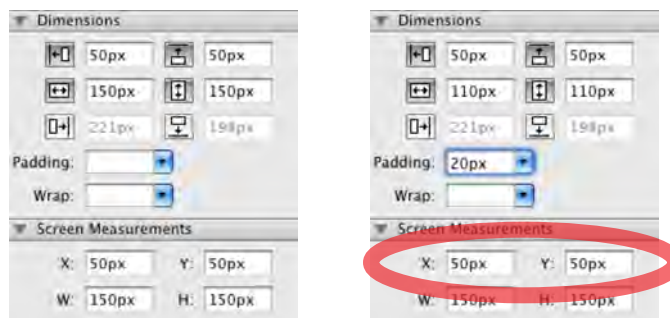 Dimensions
50px 50px
150px 150px
221px 198px
Padding:
Wrap:
Screen Measurements
X: 50px Y: 50px
W: 150px H: 150px
Dimensions
50px 50px
110px 110px
221px 198px
Padding: 20px
Wrap:
Screen Measurements
X: 50px Y: 50px
W: 150px H: 150px